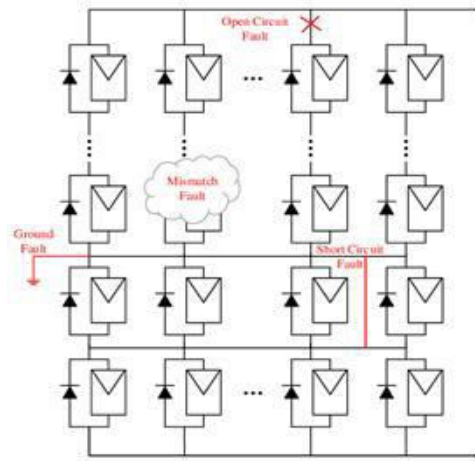 Open Circuit
Fault
Mismatch
Fault
Ground
Fault
Short Circuit
Fault